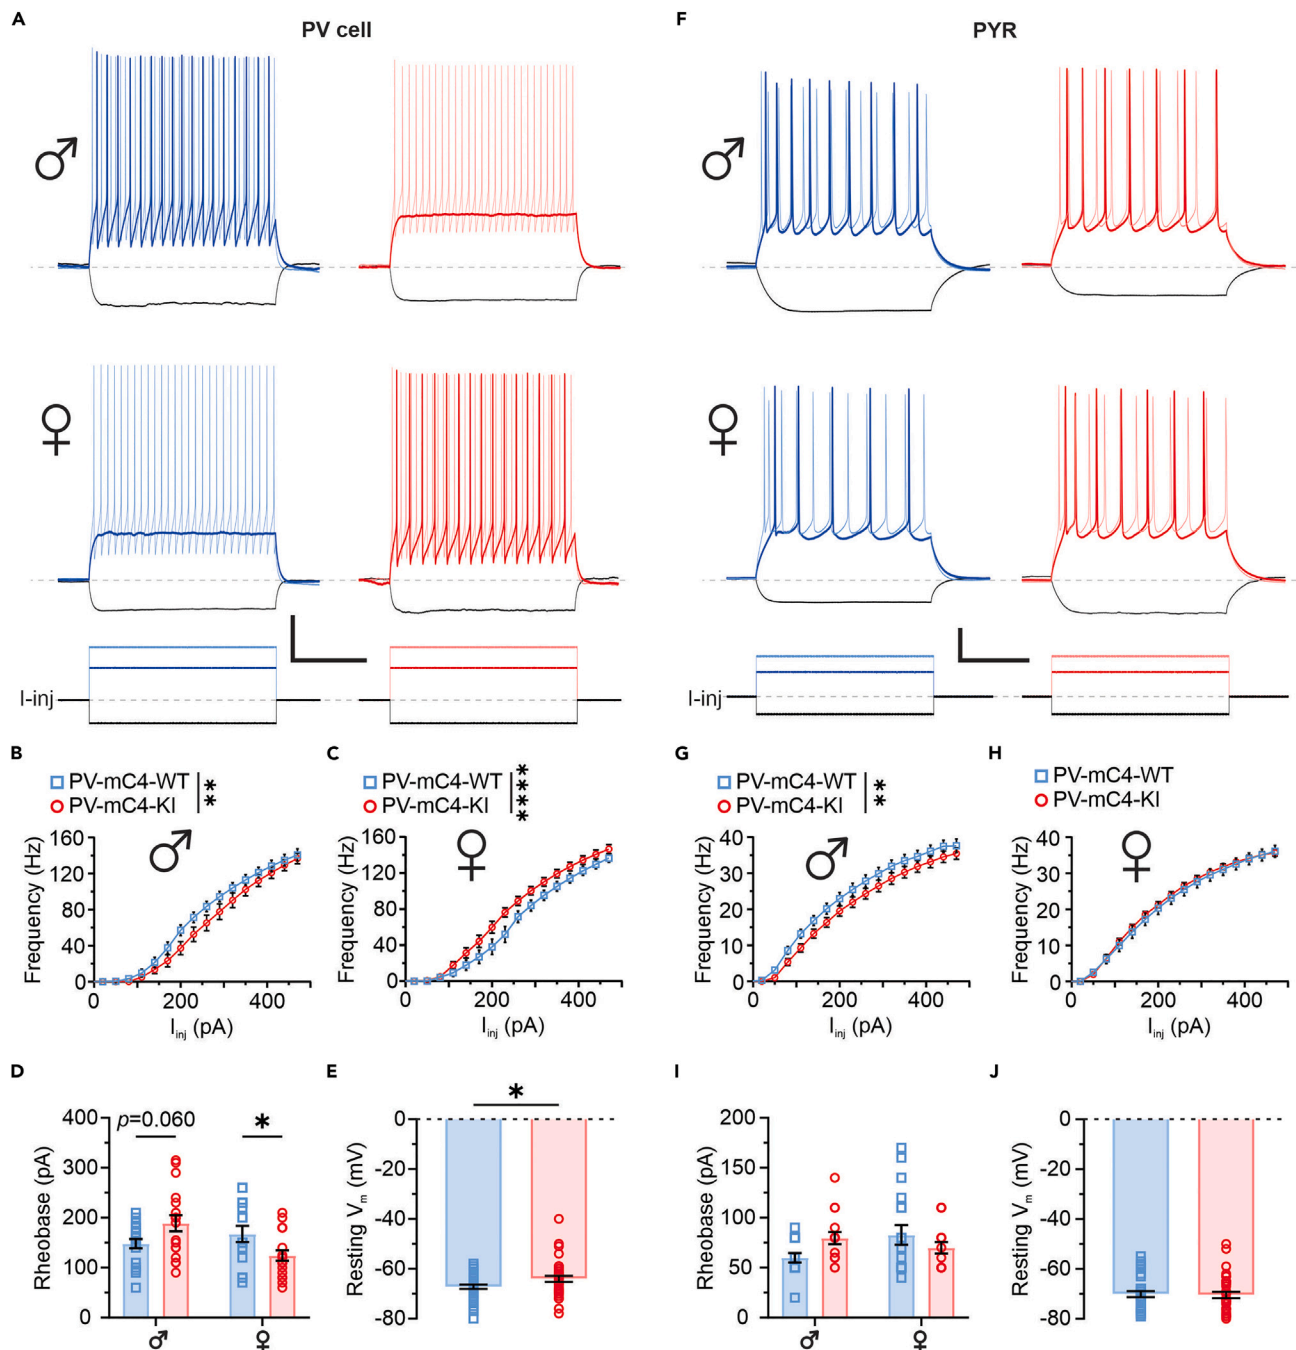 A
PV cell
F
PYR
♂
♂
♀
♀
I-inj
I-inj
B
PV-mC4-WT
PV-mC4-KI
**
♂
160
120
80
40
0
Frequency (Hz)
0
200
400
Iinj (pA)
C
PV-mC4-WT
PV-mC4-KI
****
♀
160
120
80
40
0
Frequency (Hz)
0
200
400
Iinj (pA)
G
PV-mC4-WT
PV-mC4-KI
**
♂
40
30
20
10
0
Frequency (Hz)
0
200
400
Iinj (pA)
H
PV-mC4-WT
PV-mC4-KI
♀
40
30
20
10
0
Frequency (Hz)
0
200
400
Iinj (pA)
D
400
300
200
100
0
Rheobase (pA)
p=0.060
*
♂
♀
E
0
-20
-40
-60
-80
Resting Vm (mV)
*
I
200
150
100
50
0
Rheobase (pA)
♂
♀
J
0
-20
-40
-60
-80
Resting Vm (mV)